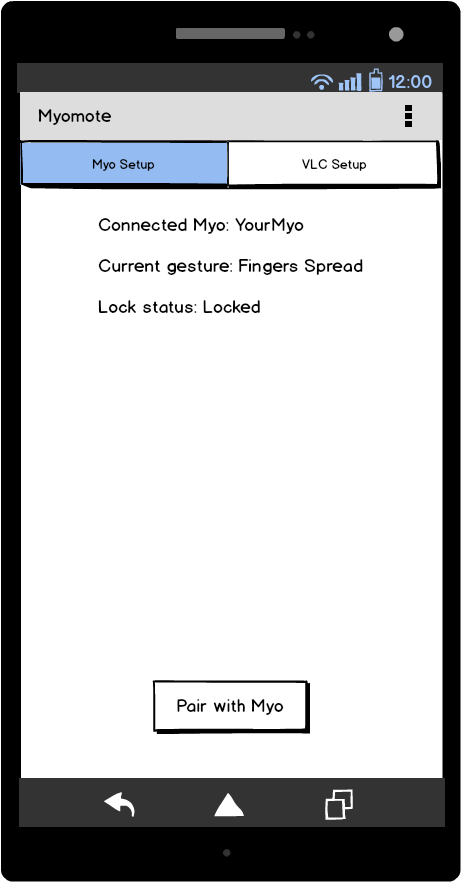 12:00
Myomote
Myo Setup
VLC Setup
Connected Myo: YourMyo
Current gesture: Fingers Spread
Lock status: Locked
Pair with Myo